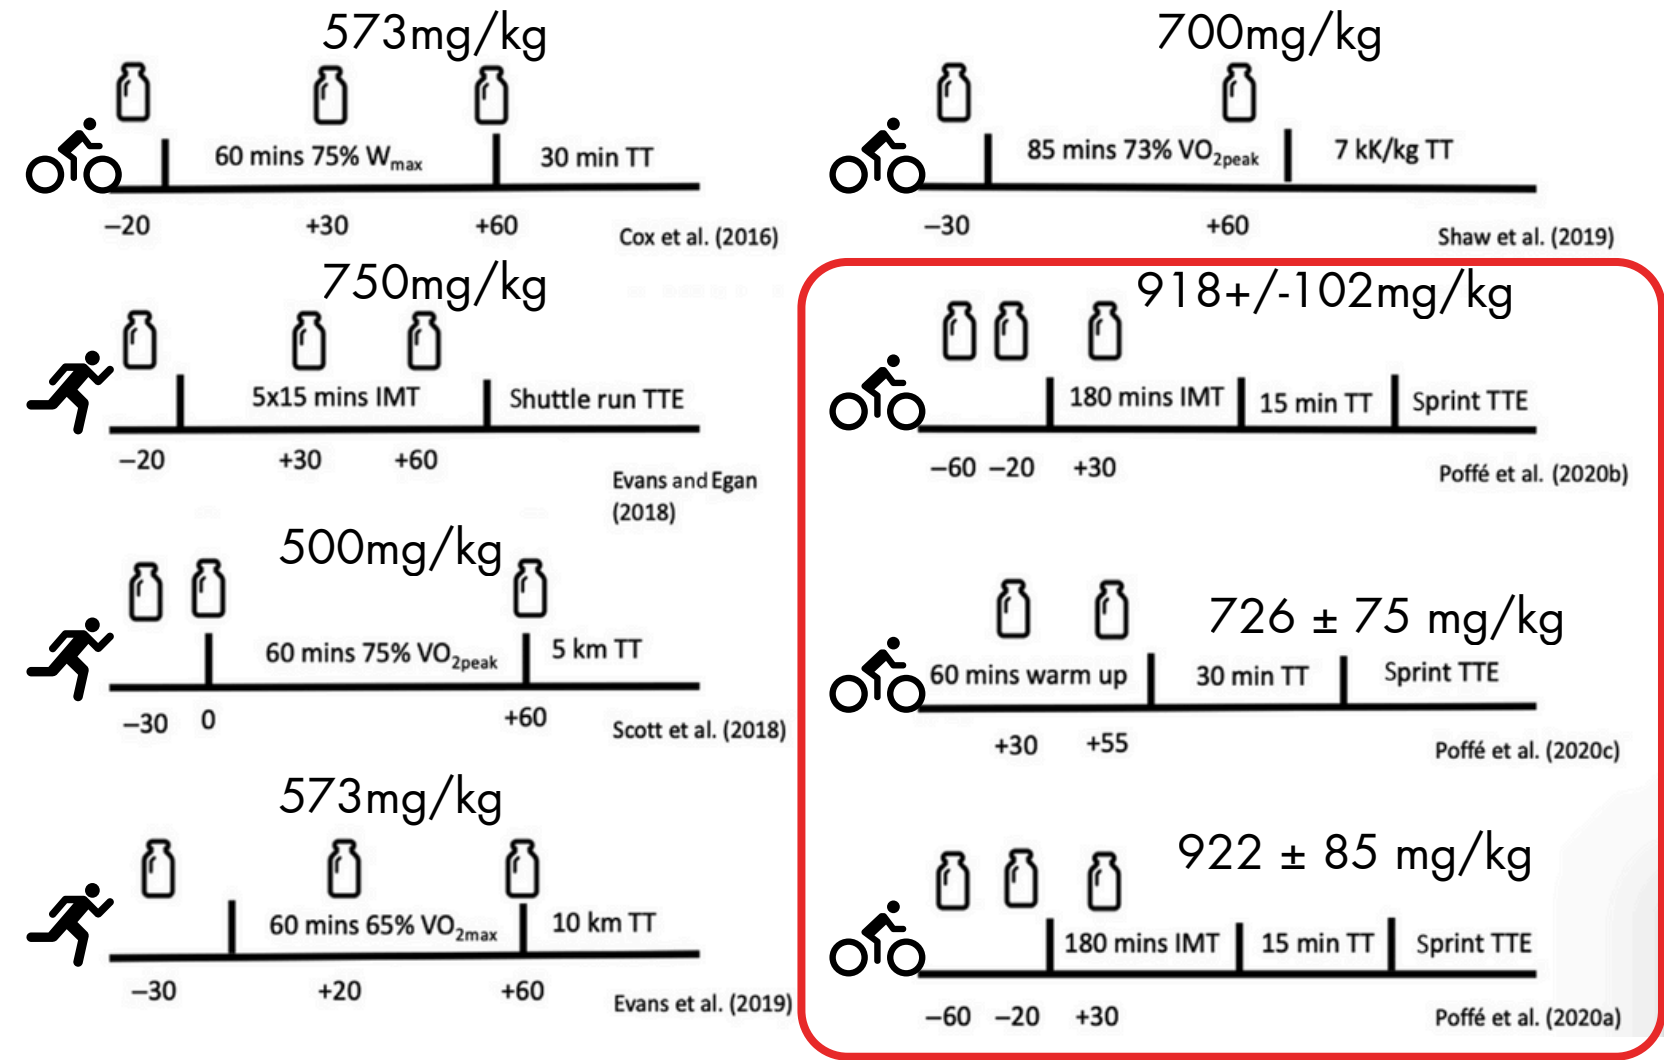 573mg/kg
60 mins 75% Wmax
30 min TT
–20
+30
+60
Cox et al. (2016)
750mg/kg
5x15 mins IMT
Shuttle run TTE
–20
+30
+60
Evans and Egan
(2018)
500mg/kg
60 mins 75% VO2peak
5 km TT
–30
0
+60
Scott et al. (2018)
573mg/kg
60 mins 65% VO2max
10 km TT
–30
+20
+60
Evans et al. (2019)
700mg/kg
85 mins 73% VO2peak
7 kK/kg TT
–30
+60
Shaw et al. (2019)
918+/-102mg/kg
180 mins IMT
15 min TT
Sprint TTE
–60
–20
+30
Poffé et al. (2020b)
726 ± 75 mg/kg
60 mins warm up
30 min TT
Sprint TTE
+30
+55
Poffé et al. (2020c)
922 ± 85 mg/kg
180 mins IMT
15 min TT
Sprint TTE
–60
–20
+30
Poffé et al. (2020a)